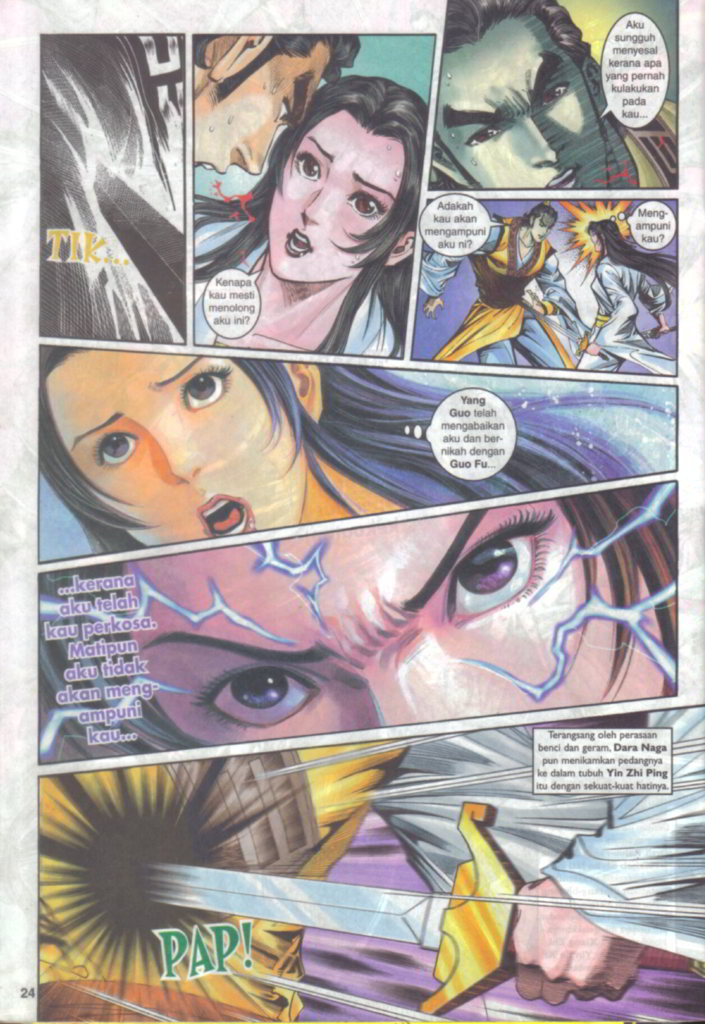 TIK...
Kenapa
kau mesti
menolong
aku ini?
Aku
sungguh
menyesal
kerana apa
yang pernah
kulakukan
pada
kau...
Adakah
kau akan
mengampuni
aku ni?
Meng-
ampuni
kau?
Yang
Guo telah
mengabaikan
aku dan ber-
nikah dengan
Guo Fu...
...kerana
aku telah
kau perkosa.
Matipun
aku tidak
akan meng-
ampuni
kau...
Terangsang oleh perasaan
benci dan geram, Dara Naga
pun menikamkan pedangnya
ke dalam tubuh Yin Zhi Ping
itu dengan sekuat-kuat hatinya.
PAP!
24